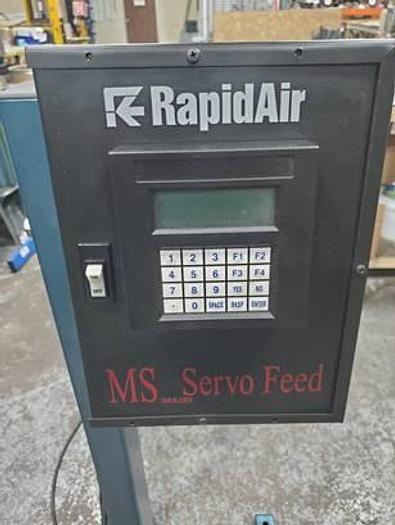 RapidAir
1 2 3 F1 F2
4 5 6 F3 F4
7 8 9 YES NO
- 0 SPACE BKSP ENTER
OFF
MS SERIES Servo Feed